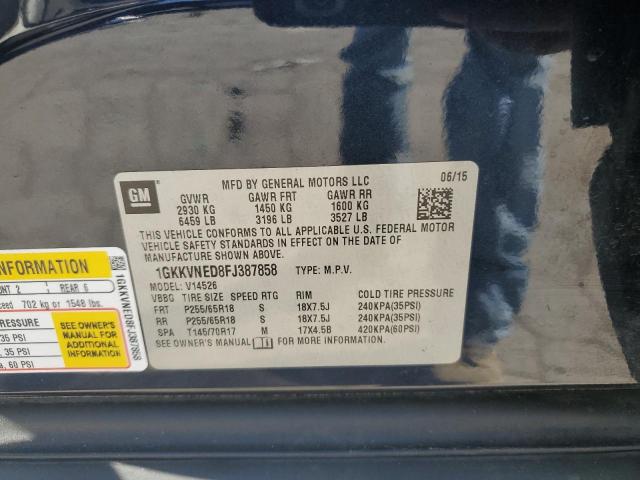 GM
MFD BY GENERAL MOTORS LLC
06/15
GVWR GAWR FRT GAWR RR
2930 KG 1450 KG 1600 KG
6459 LB 3196 LB 3527 LB
THIS VEHICLE CONFORMS TO ALL APPLICABLE U.S. FEDERAL MOTOR
VEHICLE SAFETY STANDARDS IN EFFECT ON THE DATE OF
MANUFACTURE SHOWN ABOVE.
1GKKVNED8FJ387858 TYPE: M.P.V.
MODEL: V14526
VBBG TIRE SIZE SPEED RTG RIM COLD TIRE PRESSURE
FRT P255/65R18 S 18X7.5J 240KPA(35PSI)
RR P255/65R18 S 18X7.5J 240KPA(35PSI)
SPA T145/70R17 M 17X4.5B 420KPA(60PSI)
SEE OWNER'S MANUAL FOR MORE INFORMATION.
INFORMATION
2 REAR 6
702 kg or 1548 lbs.
PRESSURE
35 PSI
, 35 PSI
60 PSI
SEE OWNER'S
MANUAL FOR
ADDITIONAL
INFORMATION
1GKKVNED8FJ387858